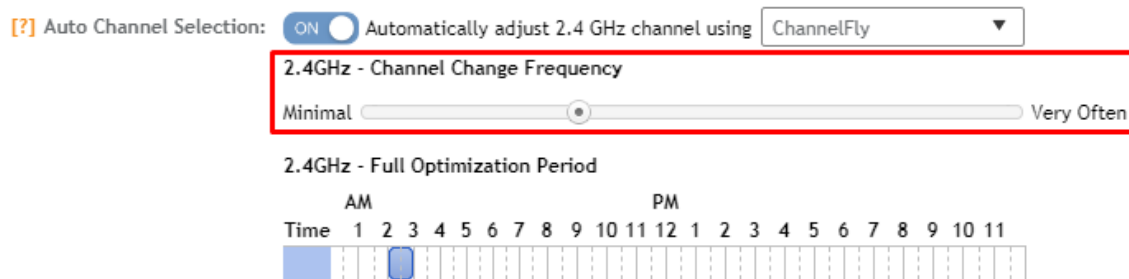 [?] Auto Channel Selection: ON Automatically adjust 2.4 GHz channel using ChannelFly
2.4GHz - Channel Change Frequency
Minimal Very Often
2.4GHz - Full Optimization Period
AM PM
Time 1 2 3 4 5 6 7 8 9 10 11 12 1 2 3 4 5 6 7 8 9 10 11